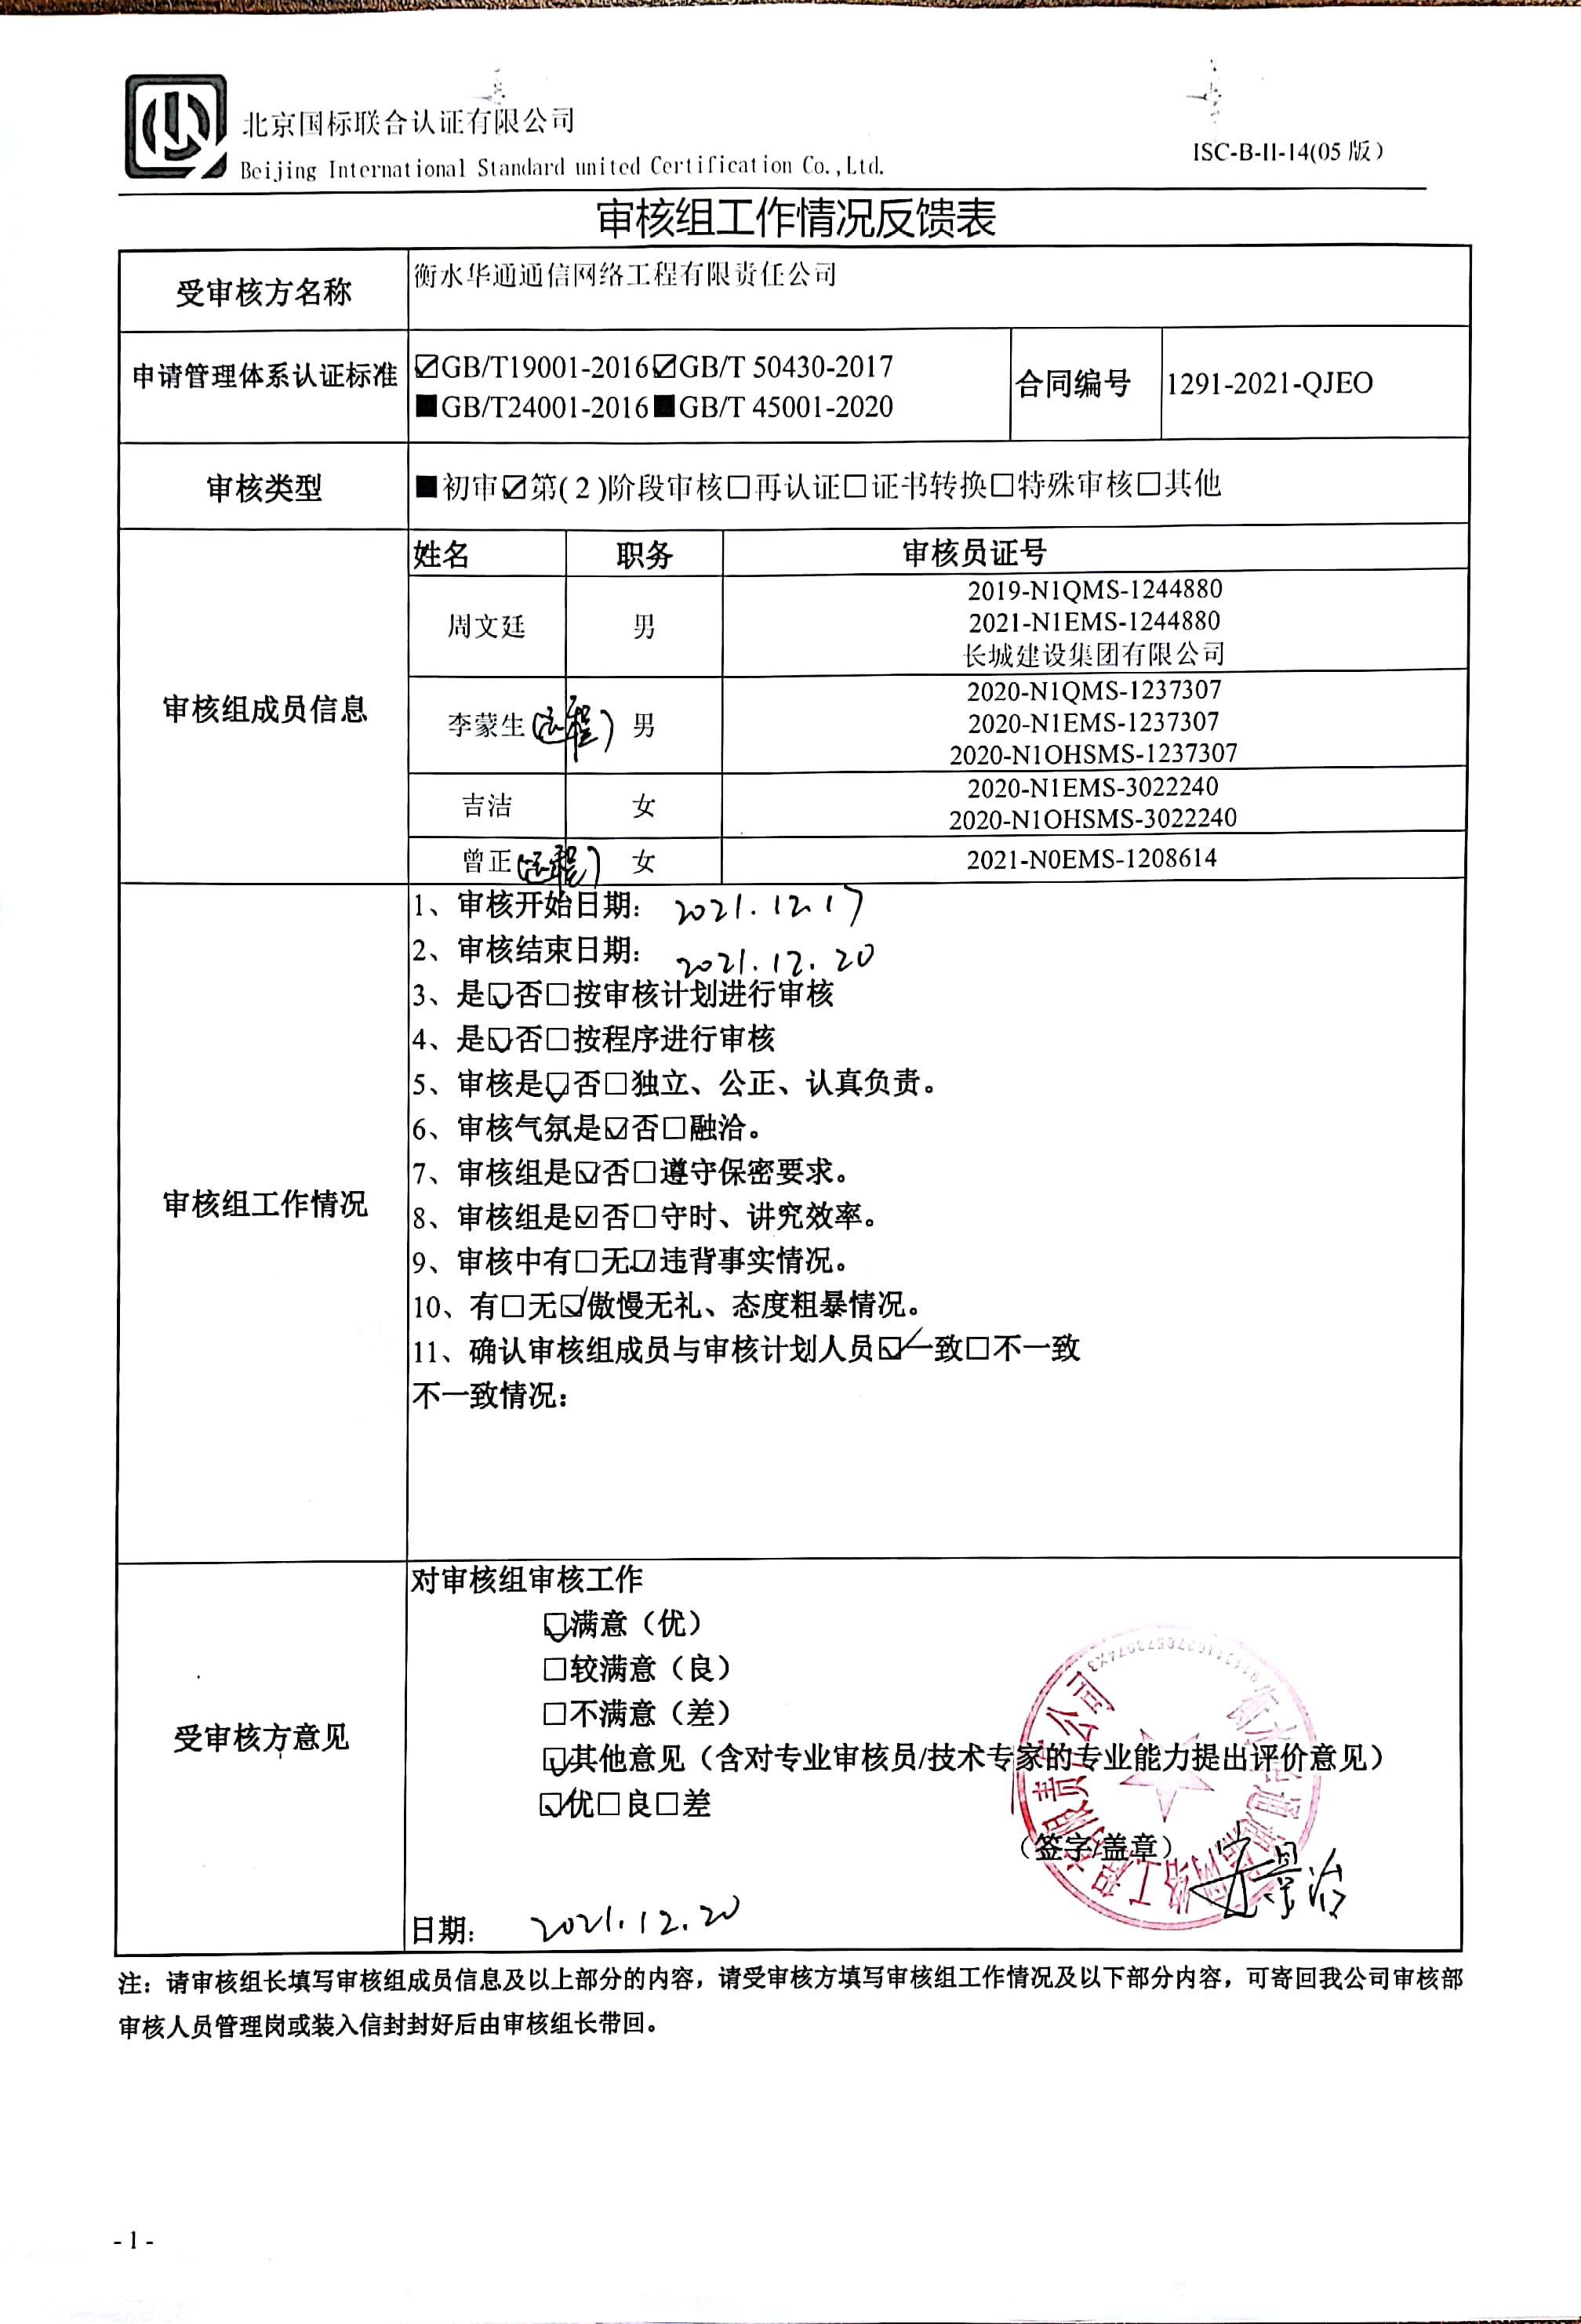 北京国标联合认证有限公司
Beijing International Standard united Certification Co.,Ltd.
ISC-B-II-14(05 版)
审核组工作情况反馈表
受审核方名称
衡水华通通信网络工程有限责任公司
申请管理体系认证标准
☑GB/T19001-2016☑GB/T 50430-2017
■GB/T24001-2016■GB/T 45001-2020
合同编号
1291-2021-QJEO
审核类型
■初审☑第(2)阶段审核□再认证□证书转换□特殊审核□其他
审核组成员信息
姓名 职务 审核员证号
周文廷 男
2019-N1QMS-1244880
2021-N1EMS-1244880
长城建设集团有限公司
李蒙生(远程) 男
2020-N1QMS-1237307
2020-N1EMS-1237307
2020-N1OHSMS-1237307
吉洁 女
2020-N1EMS-3022240
2020-N1OHSMS-3022240
曾正(远程) 女 2021-N0EMS-1208614
审核组工作情况
1、审核开始日期: 2021.12.17
2、审核结束日期: 2021.12.20
3、是☑否□按审核计划进行审核
4、是☑否□按程序进行审核
5、审核是☑否□独立、公正、认真负责。
6、审核气氛是☑否□融洽。
7、审核组是☑否□遵守保密要求。
8、审核组是☑否□守时、讲究效率。
9、审核中有□无☑违背事实情况。
10、有□无☑傲慢无礼、态度粗暴情况。
11、确认审核组成员与审核计划人员☑一致□不一致
不一致情况:
受审核方意见
对审核组审核工作
☑满意（优）
□较满意（良）
□不满意（差）
☑其他意见（含对专业审核员/技术专家的专业能力提出评价意见）
☑优□良□差
（签字/盖章）
衡水华通通信网络工程有限责任公司
日期: 2021.12.20
注：请审核组长填写审核组成员信息及以上部分的内容，请受审核方填写审核组工作情况及以下部分内容，可寄回我公司审核部
审核人员管理岗或装入信封封好后由审核组长带回。
- 1 -